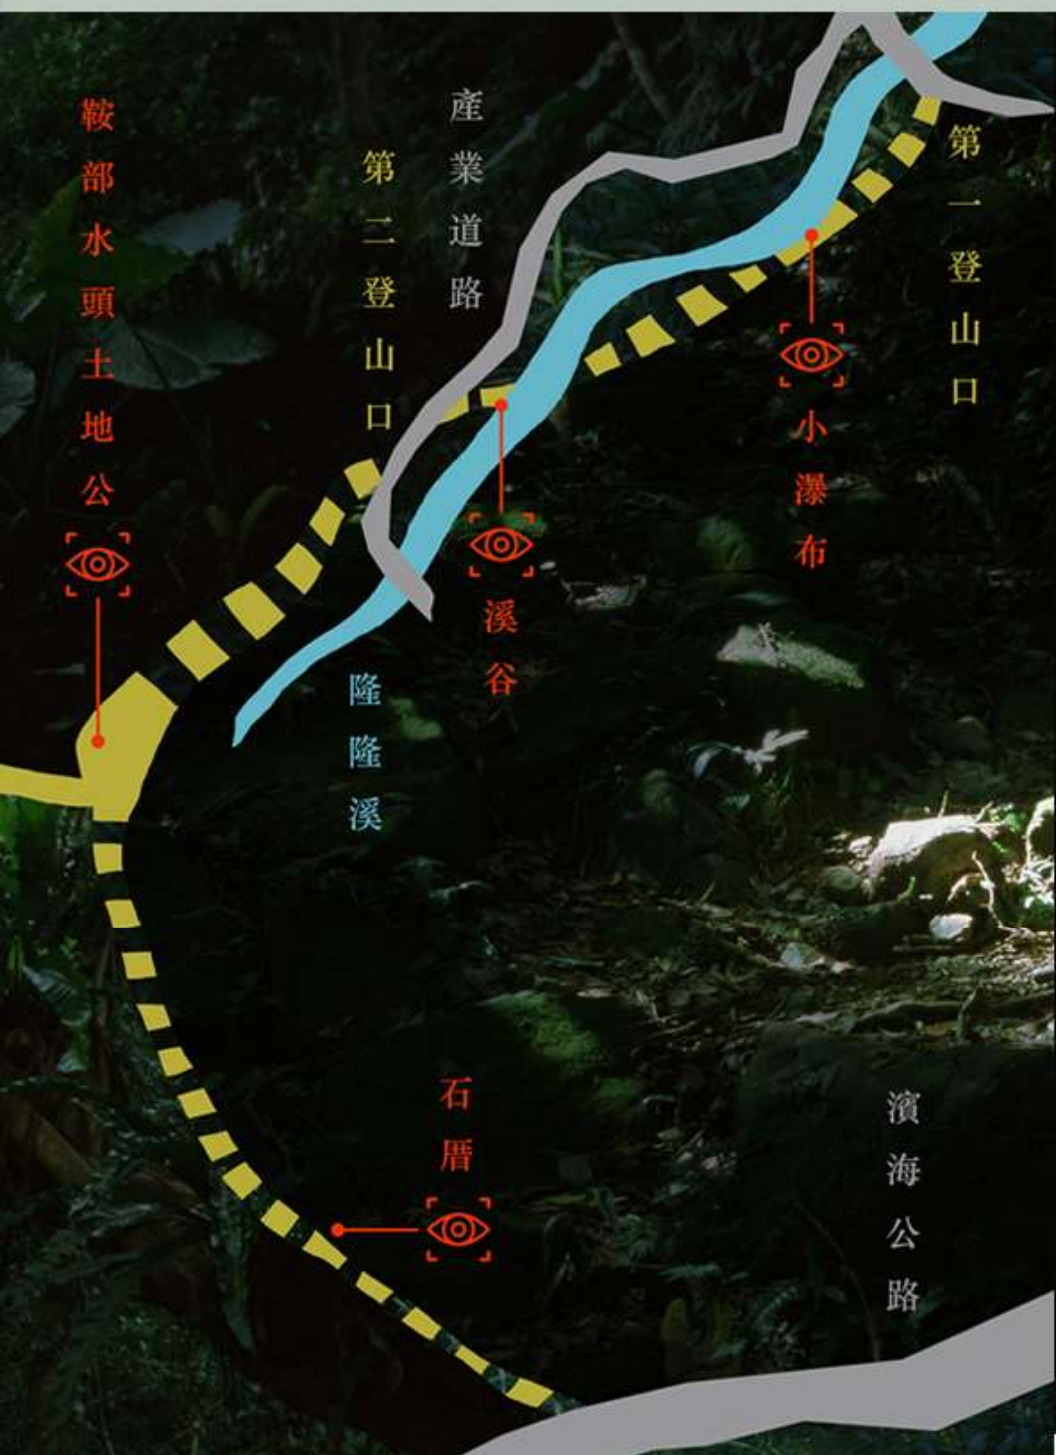 第一登山口
小瀑布
產業道路
第二登山口
溪谷
隆隆溪
鞍部水頭土地公
石厝
濱海公路